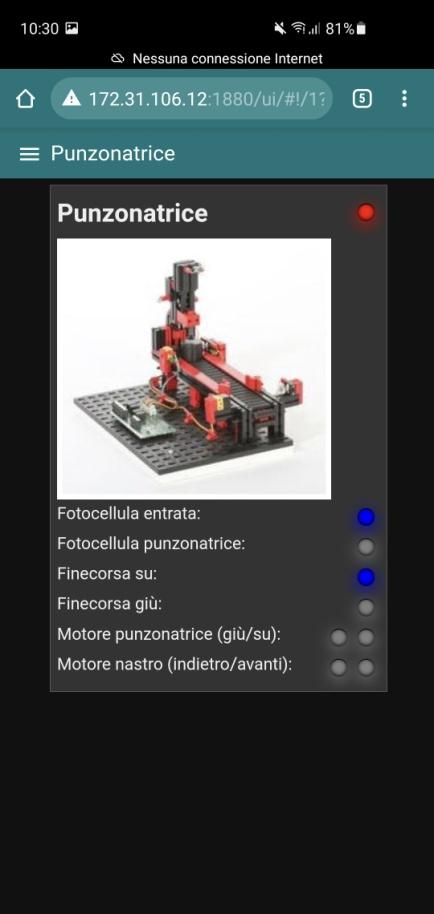 10:30 81%
Nessuna connessione Internet
172.31.106.12:1880/ui/#!/1? 5
Punzonatrice
Punzonatrice
Fotocellula entrata:
Fotocellula punzonatrice:
Finecorsa su:
Finecorsa giù:
Motore punzonatrice (giù/su):
Motore nastro (indietro/avanti):